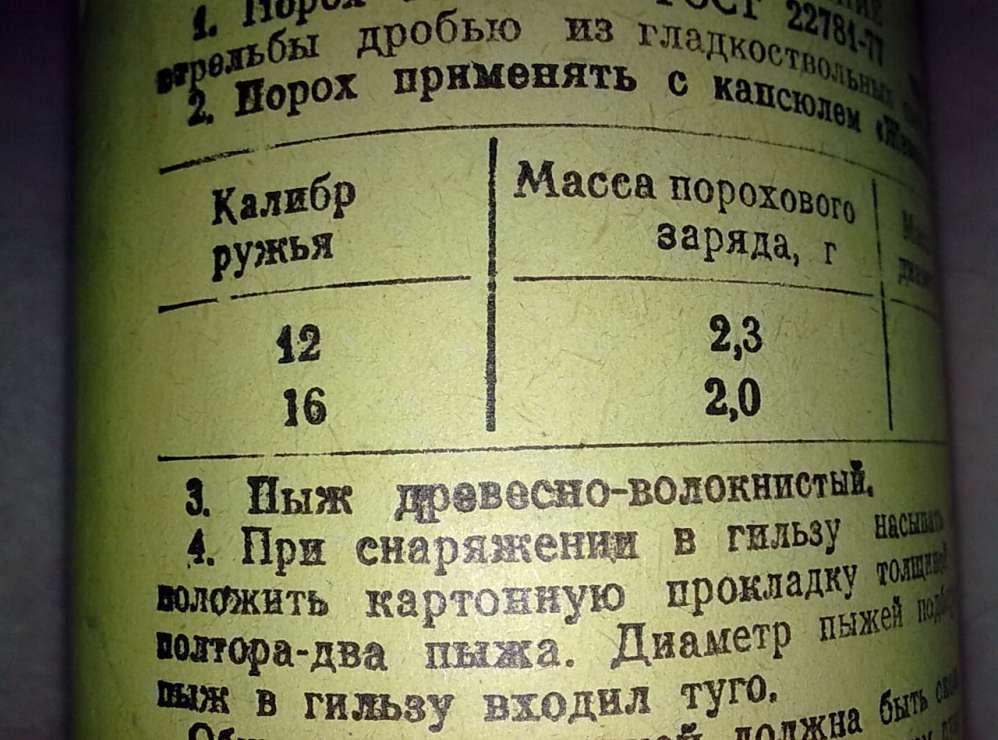 1. Порох ГОСТ 22781-77
стрельбы дробью из гладкоствольных
2. Порох применять с капсюлем
Калибр Масса порохового
ружья заряда, г
12 2,3
16 2,0
3. Пыж древесно-волокнистый.
4. При снаряжении в гильзу
положить картонную прокладку
полтора-два пыжа. Диаметр пыжей
пыж в гильзу входил туго.
должна быть